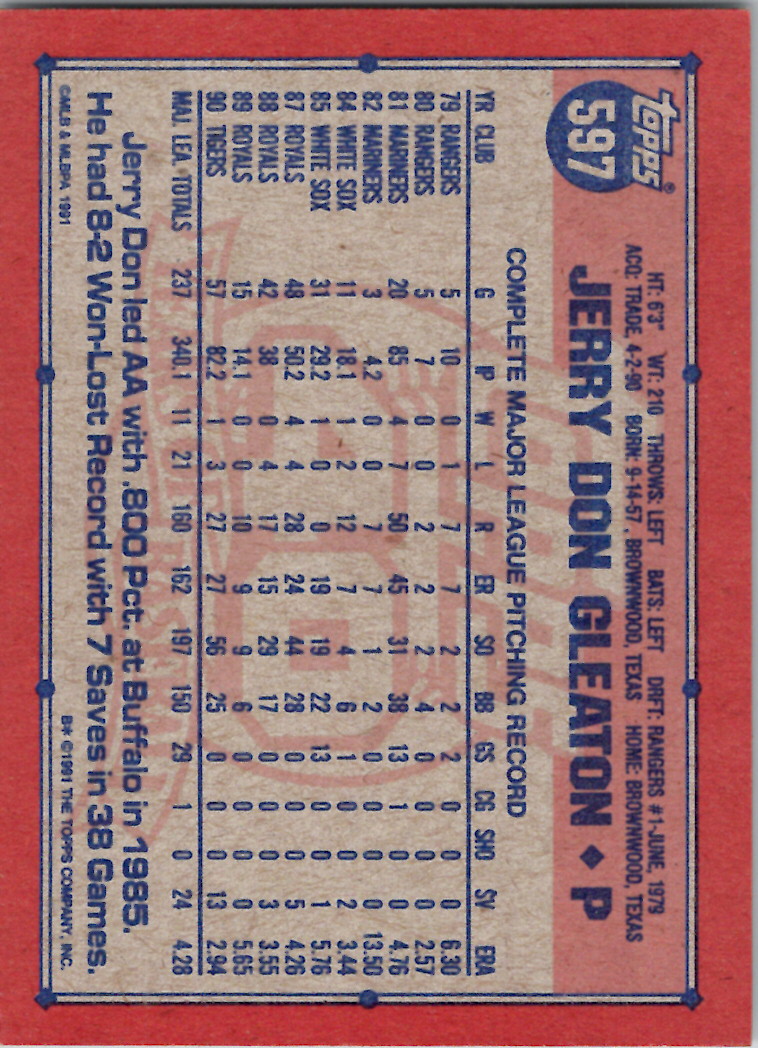 topps®
597
HT: 6'3" WT: 210 THROWS: LEFT BATS: LEFT DRFT: RANGERS #1-JUNE, 1979
ACQ: TRADE, 4-2-90 BORN: 9-14-57, BROWNWOOD, TEXAS HOME: BROWNWOOD, TEXAS
JERRY DON GLEATON ◆ P
COMPLETE MAJOR LEAGUE PITCHING RECORD
YR CLUB G IP W L R ER SO BB GS CG SHO SV ERA
79 RANGERS 5 10 0 1 7 7 2 2 2 0 0 0 6.30
80 RANGERS 5 7 0 0 2 2 2 4 0 0 0 0 2.57
81 MARINERS 20 85 4 7 50 45 31 38 13 1 0 0 4.76
82 MARINERS 3 4.2 0 0 7 7 1 2 0 0 0 0 13.50
84 WHITE SOX 11 18.1 1 2 12 7 4 6 1 0 0 2 3.44
85 WHITE SOX 31 29.2 1 0 0 19 19 22 13 0 0 1 5.76
87 ROYALS 48 50.2 4 4 28 24 44 28 0 0 0 5 4.26
88 ROYALS 42 38 0 4 17 15 29 17 0 0 0 3 3.55
89 ROYALS 15 14.1 0 0 10 9 9 6 0 0 0 0 5.65
90 TIGERS 57 82.2 1 3 27 27 56 25 0 0 0 13 2.94
MAJ. LEA. TOTALS 237 340.1 11 21 160 162 197 150 29 1 0 24 4.28
Jerry Don led AA with .800 Pct. at Buffalo in 1985.
He had 8-2 Won-Lost Record with 7 Saves in 38 Games.
©MLB & MLBPA 1991 B* ©1991 THE TOPPS COMPANY, INC.